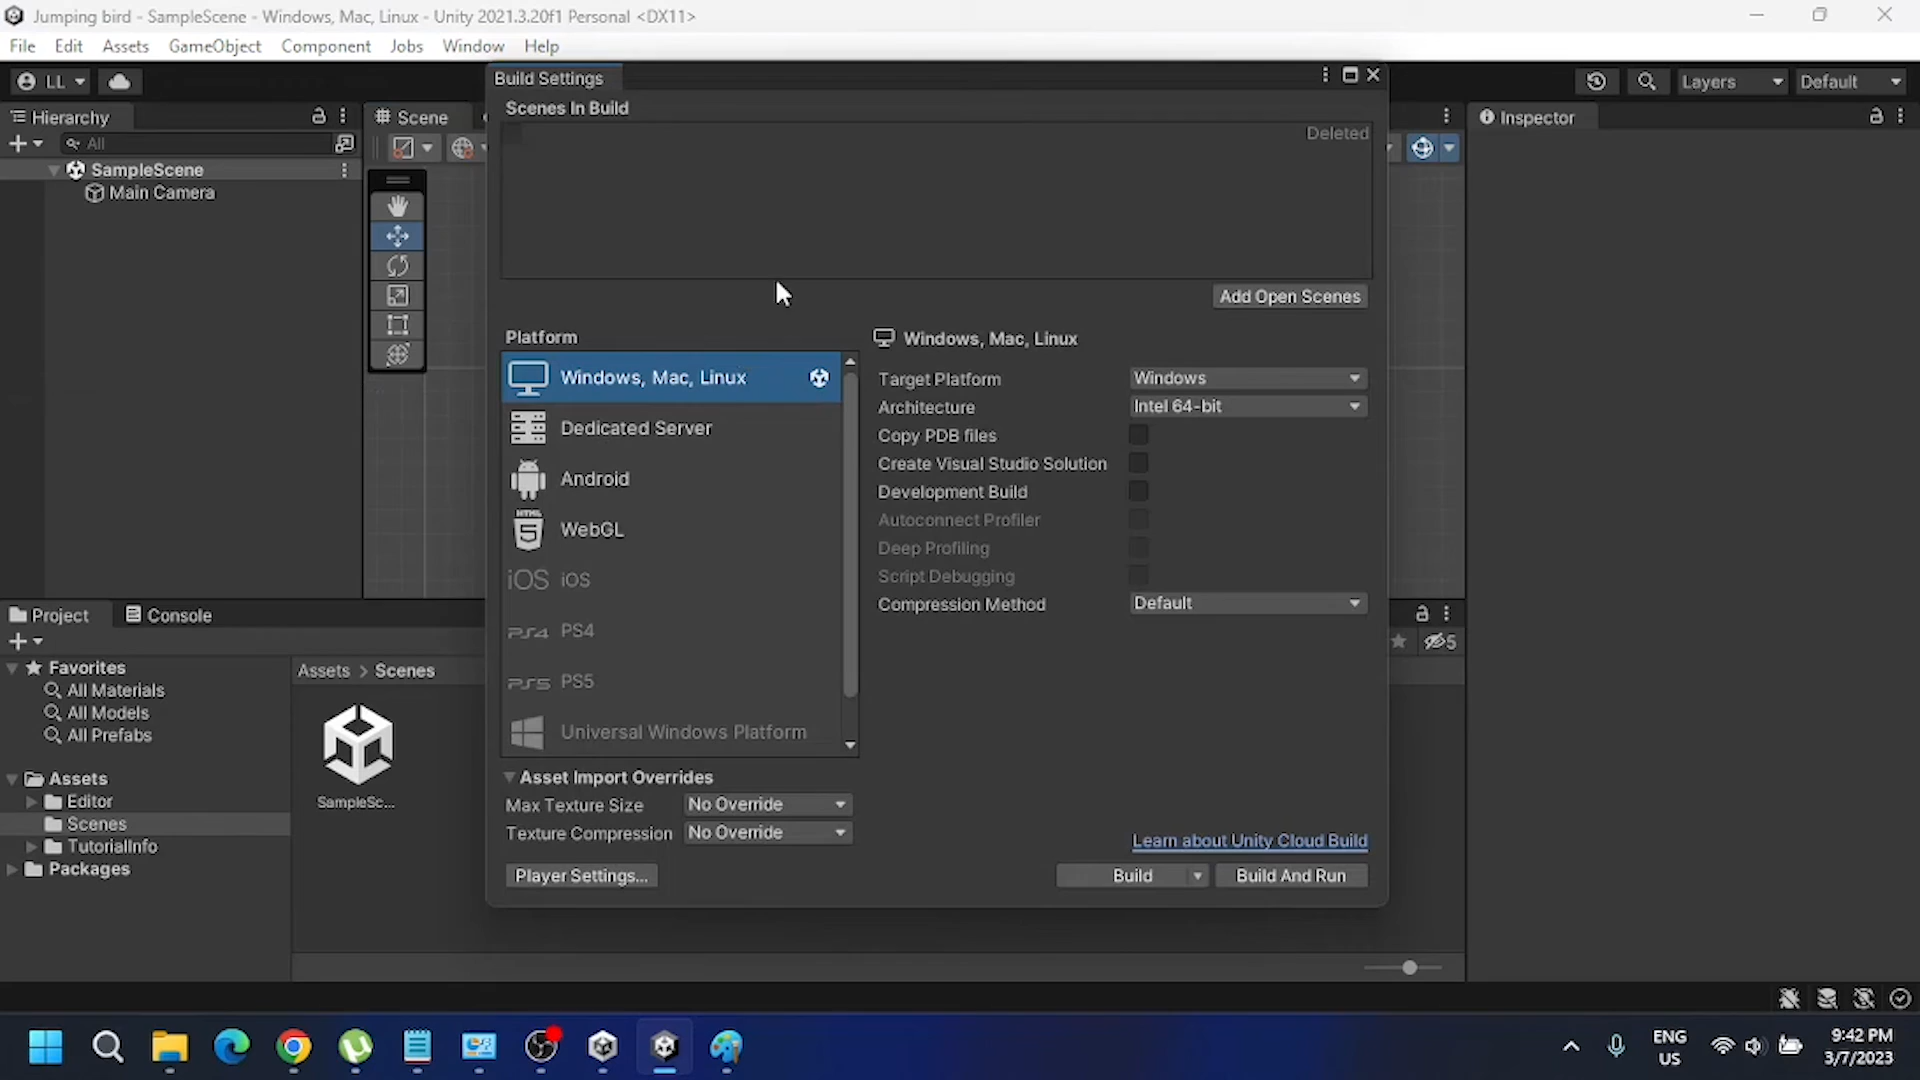 Jumping bird - SampleScene - Windows, Mac, Linux - Unity 2021.3.20f1 Personal <DX11>
File Edit Assets GameObject Component Jobs Window Help
LL
Layers
Default
Hierarchy
All
SampleScene
Main Camera
Scene
Build Settings
Scenes In Build
Deleted
Add Open Scenes
Platform
Windows, Mac, Linux
Dedicated Server
Android
HTML
5
WebGL
iOS iOS
PS4 PS4
PS5 PS5
Universal Windows Platform
Windows, Mac, Linux
Target Platform Windows
Architecture Intel 64-bit
Copy PDB files
Create Visual Studio Solution
Development Build
Autoconnect Profiler
Deep Profiling
Script Debugging
Compression Method Default
Asset Import Overrides
Max Texture Size No Override
Texture Compression No Override
Learn about Unity Cloud Build
Player Settings...
Build
Build And Run
Inspector
Project
Console
5
Favorites
All Materials
All Models
All Prefabs
Assets
Editor
Scenes
TutorialInfo
Packages
Assets > Scenes
SampleSc...
ENG
US
9:42 PM
3/7/2023